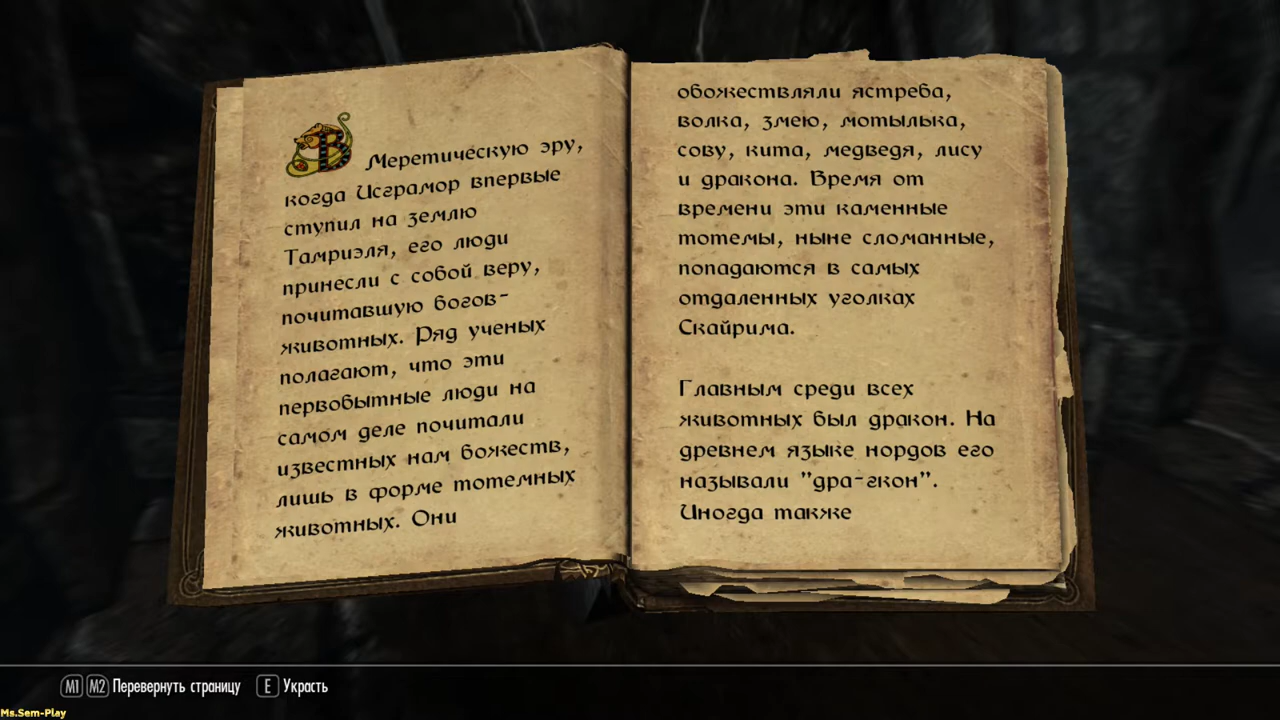 В Меретическую эру,
когда Исграмор впервые
ступил на землю
Тамриэля, его люди
принесли с собой веру,
почитавшую богов-
животных. Ряд ученых
полагают, что эти
первобытные люди на
самом деле почитали
известных нам божеств,
лишь в форме тотемных
животных. Они
обожествляли ястреба,
волка, змею, мотылька,
сову, кита, медведя, лису
и дракона. Время от
времени эти каменные
тотемы, ныне сломанные,
попадаются в самых
отдаленных уголках
Скайрима.
Главным среди всех
животных был дракон. На
древнем языке нордов его
называли "дра-гкон".
Иногда также
M1 M2 Перевернуть страницу E Украсть
Ms.Sem-Play